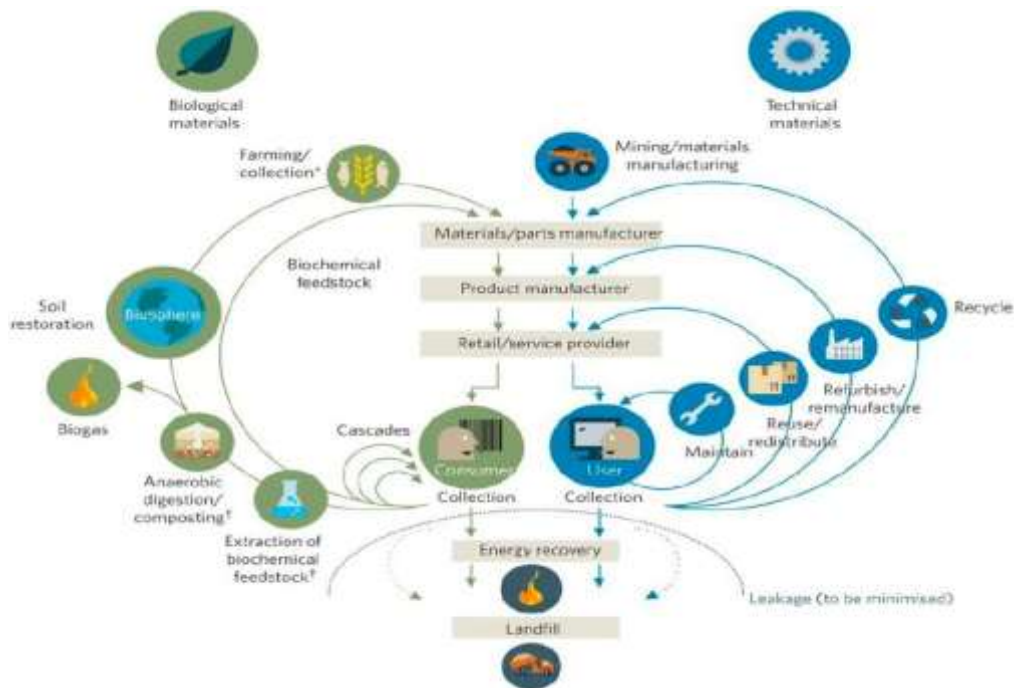 Biological
materials
Technical
materials
Farming/
collection*
Mining/materials
manufacturing
Materials/parts manufacturer
Biochemical
feedstock
Product manufacturer
Soil
restoration
Biosphere
Recycle
Retail/service provider
Refurbish/
remanufacture
Biogas
Reuse/
redistribute
Cascades
Maintain
Consumer
User
Collection
Collection
Anaerobic
digestion/
composting†
Extraction of
biochemical
feedstock†
Energy recovery
Leakage (to be minimised)
Landfill